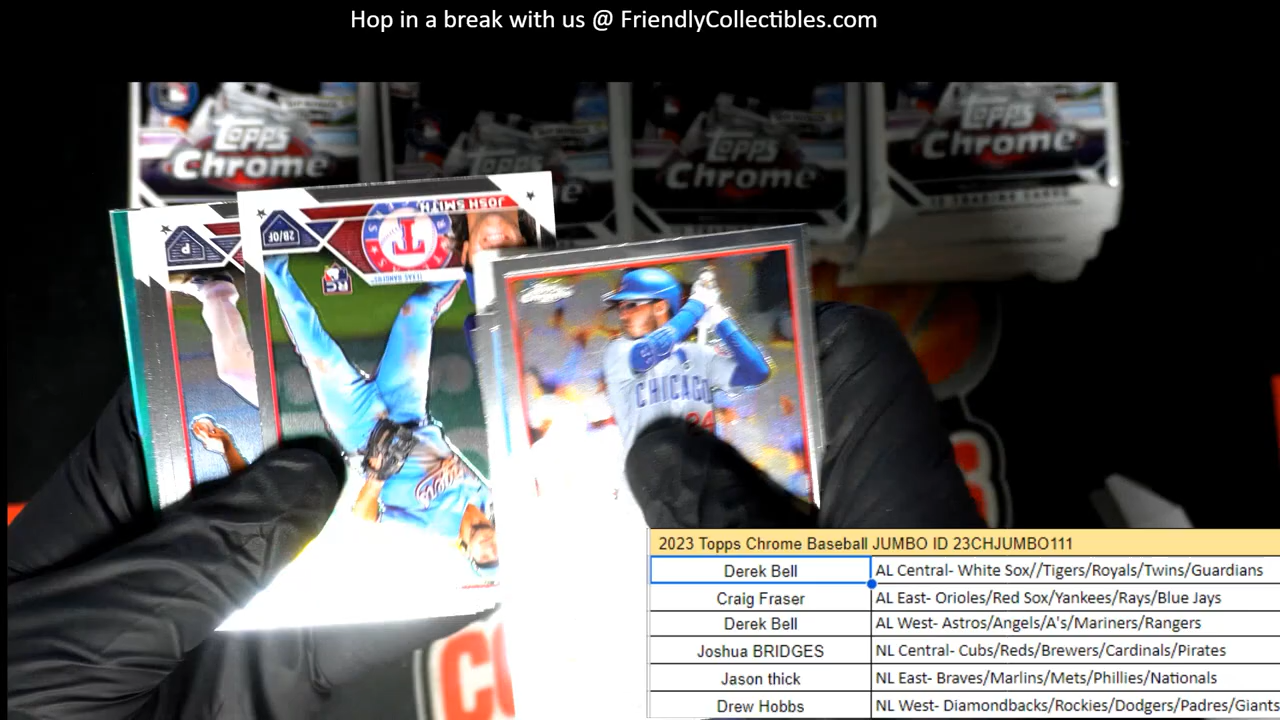 Hop in a break with us @ FriendlyCollectibles.com
Topps
Chrome
Topps
Topps
Chrome
Topps
Chrome
P
2B/OF
JOSH SMITH
T
TEXAS RANGERS
RC
CHICAGO
24
2023 Topps Chrome Baseball JUMBO ID 23CHJUMBO111
Derek Bell AL Central- White Sox//Tigers/Royals/Twins/Guardians
Craig Fraser AL East- Orioles/Red Sox/Yankees/Rays/Blue Jays
Derek Bell AL West- Astros/Angels/A's/Mariners/Rangers
Joshua BRIDGES NL Central- Cubs/Reds/Brewers/Cardinals/Pirates
Jason thick NL East- Braves/Marlins/Mets/Phillies/Nationals
Drew Hobbs NL West- Diamondbacks/Rockies/Dodgers/Padres/Giants